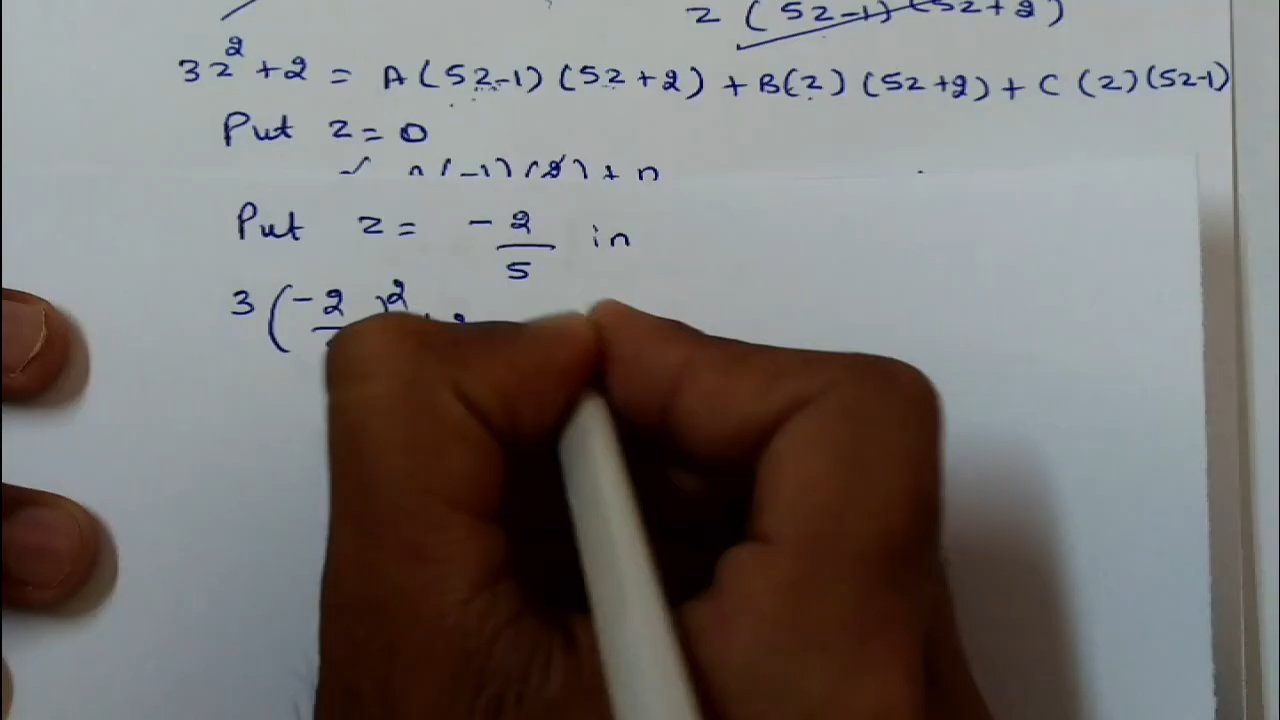 z (5z-1) (5z+2)
3z² + 2 = A(5z-1) (5z+2) + B(z) (5z+2) + C (z) (5z-1)
Put z = 0
Put z = -2/5 in
3 (-2
)²